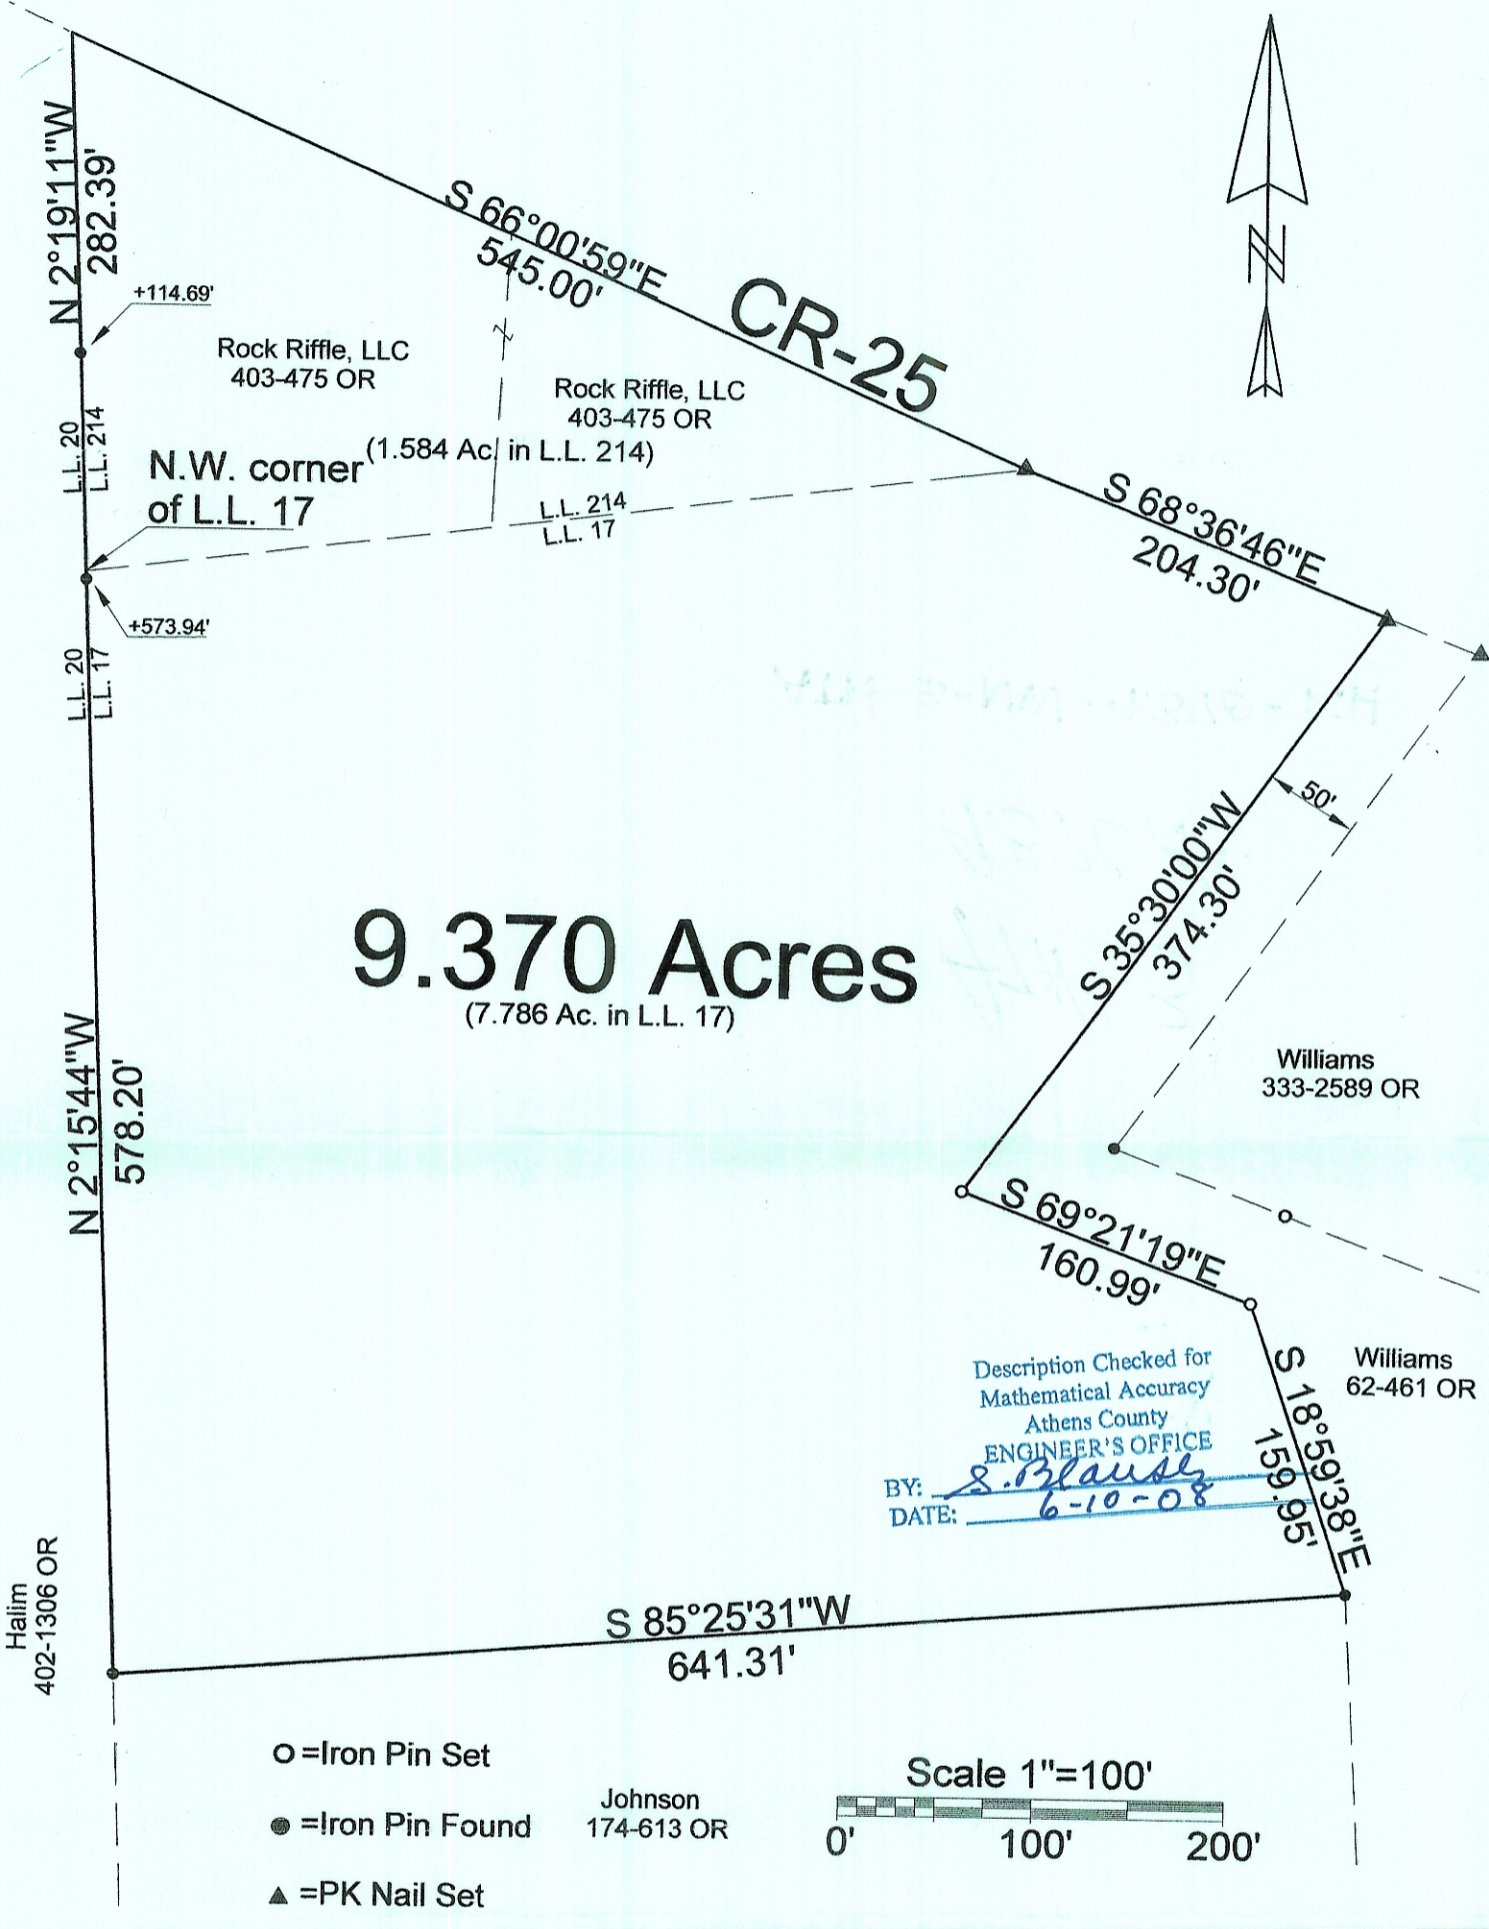 N 2°19'11"W
282.39'
S 66°00'59"E
545.00'
CR-25
N
+114.69'
Rock Riffle, LLC
403-475 OR
Rock Riffle, LLC
403-475 OR
(1.584 Ac. in L.L. 214)
L.L. 20
L.L. 214
N.W. corner
of L.L. 17
L.L. 214
L.L. 17
S 68°36'46"E
204.30'
+573.94'
L.L. 20
L.L. 17
50'
S 35°30'00"W
374.30'
9.370 Acres
(7.786 Ac. in L.L. 17)
N 2°15'44"W
578.20'
Williams
333-2589 OR
S 69°21'19"E
160.99'
Description Checked for
Mathematical Accuracy
Athens County
ENGINEER'S OFFICE
BY: S.
DATE: 6-10-08
S 18°59'38"E
159.95'
Williams
62-461 OR
Halim
402-1306 OR
S 85°25'31"W
641.31'
=Iron Pin Set
=Iron Pin Found
=PK Nail Set
Johnson
174-613 OR
Scale 1"=100'
0' 100' 200'